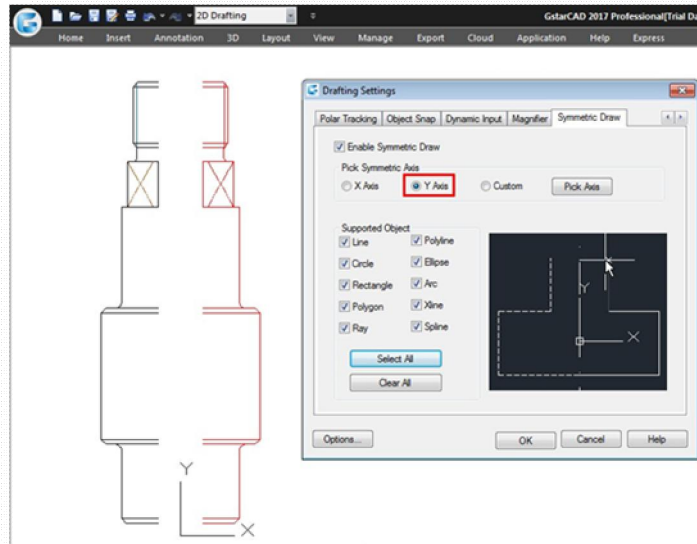 2D Drafting
GstarCAD 2017 Professional[Trial Da
Home Insert Annotation 3D Layout View Manage Export Cloud Application Help Express
Drafting Settings
Polar Tracking Object Snap Dynamic Input Magnifier Symmetric Draw
Enable Symmetric Draw
Pick Symmetric Axis
X Axis Y Axis Custom Pick Axis
Supported Object
Line Polyline
Circle Ellipse
Rectangle Arc
Polygon Xline
Ray Spline
Y
X
Select All
Clear All
Options... OK Cancel Help
Y
X